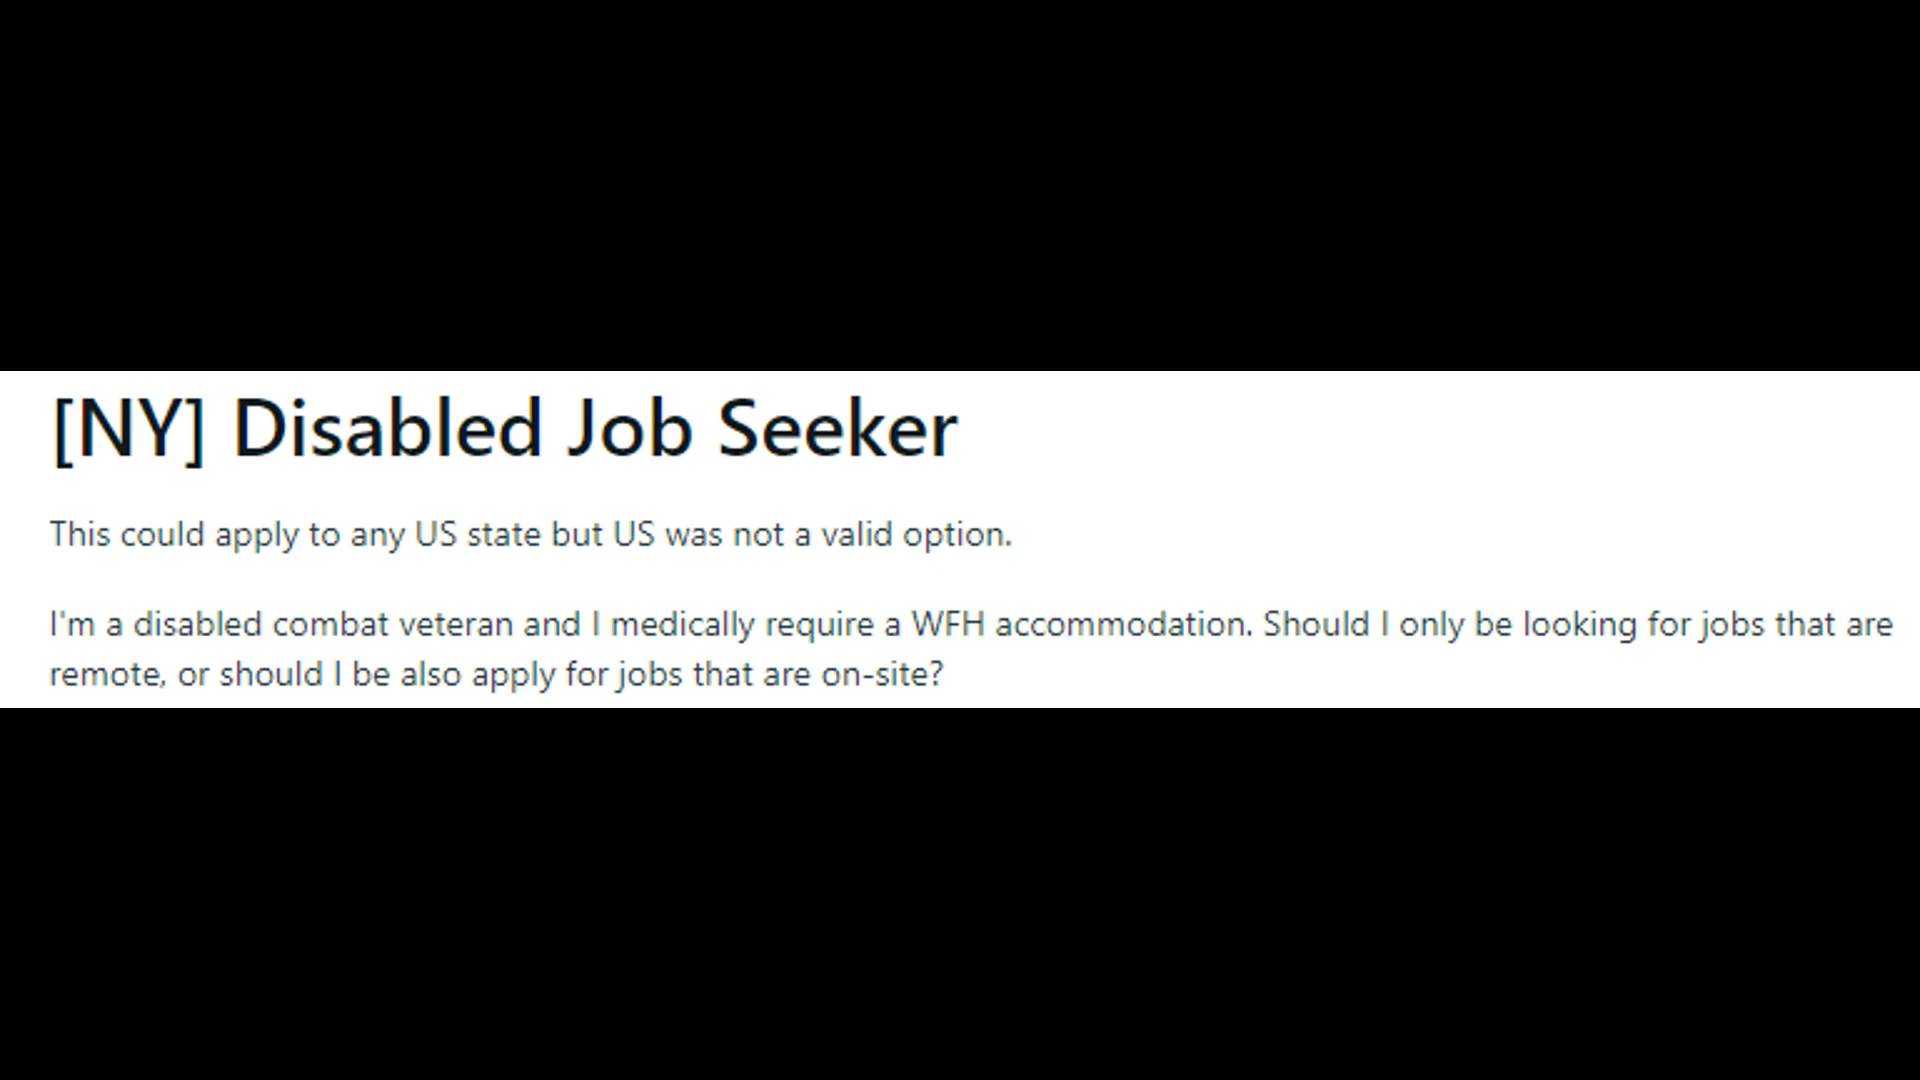 [NY] Disabled Job Seeker
This could apply to any US state but US was not a valid option.
I'm a disabled combat veteran and I medically require a WFH accommodation. Should I only be looking for jobs that are
remote, or should I be also apply for jobs that are on-site?